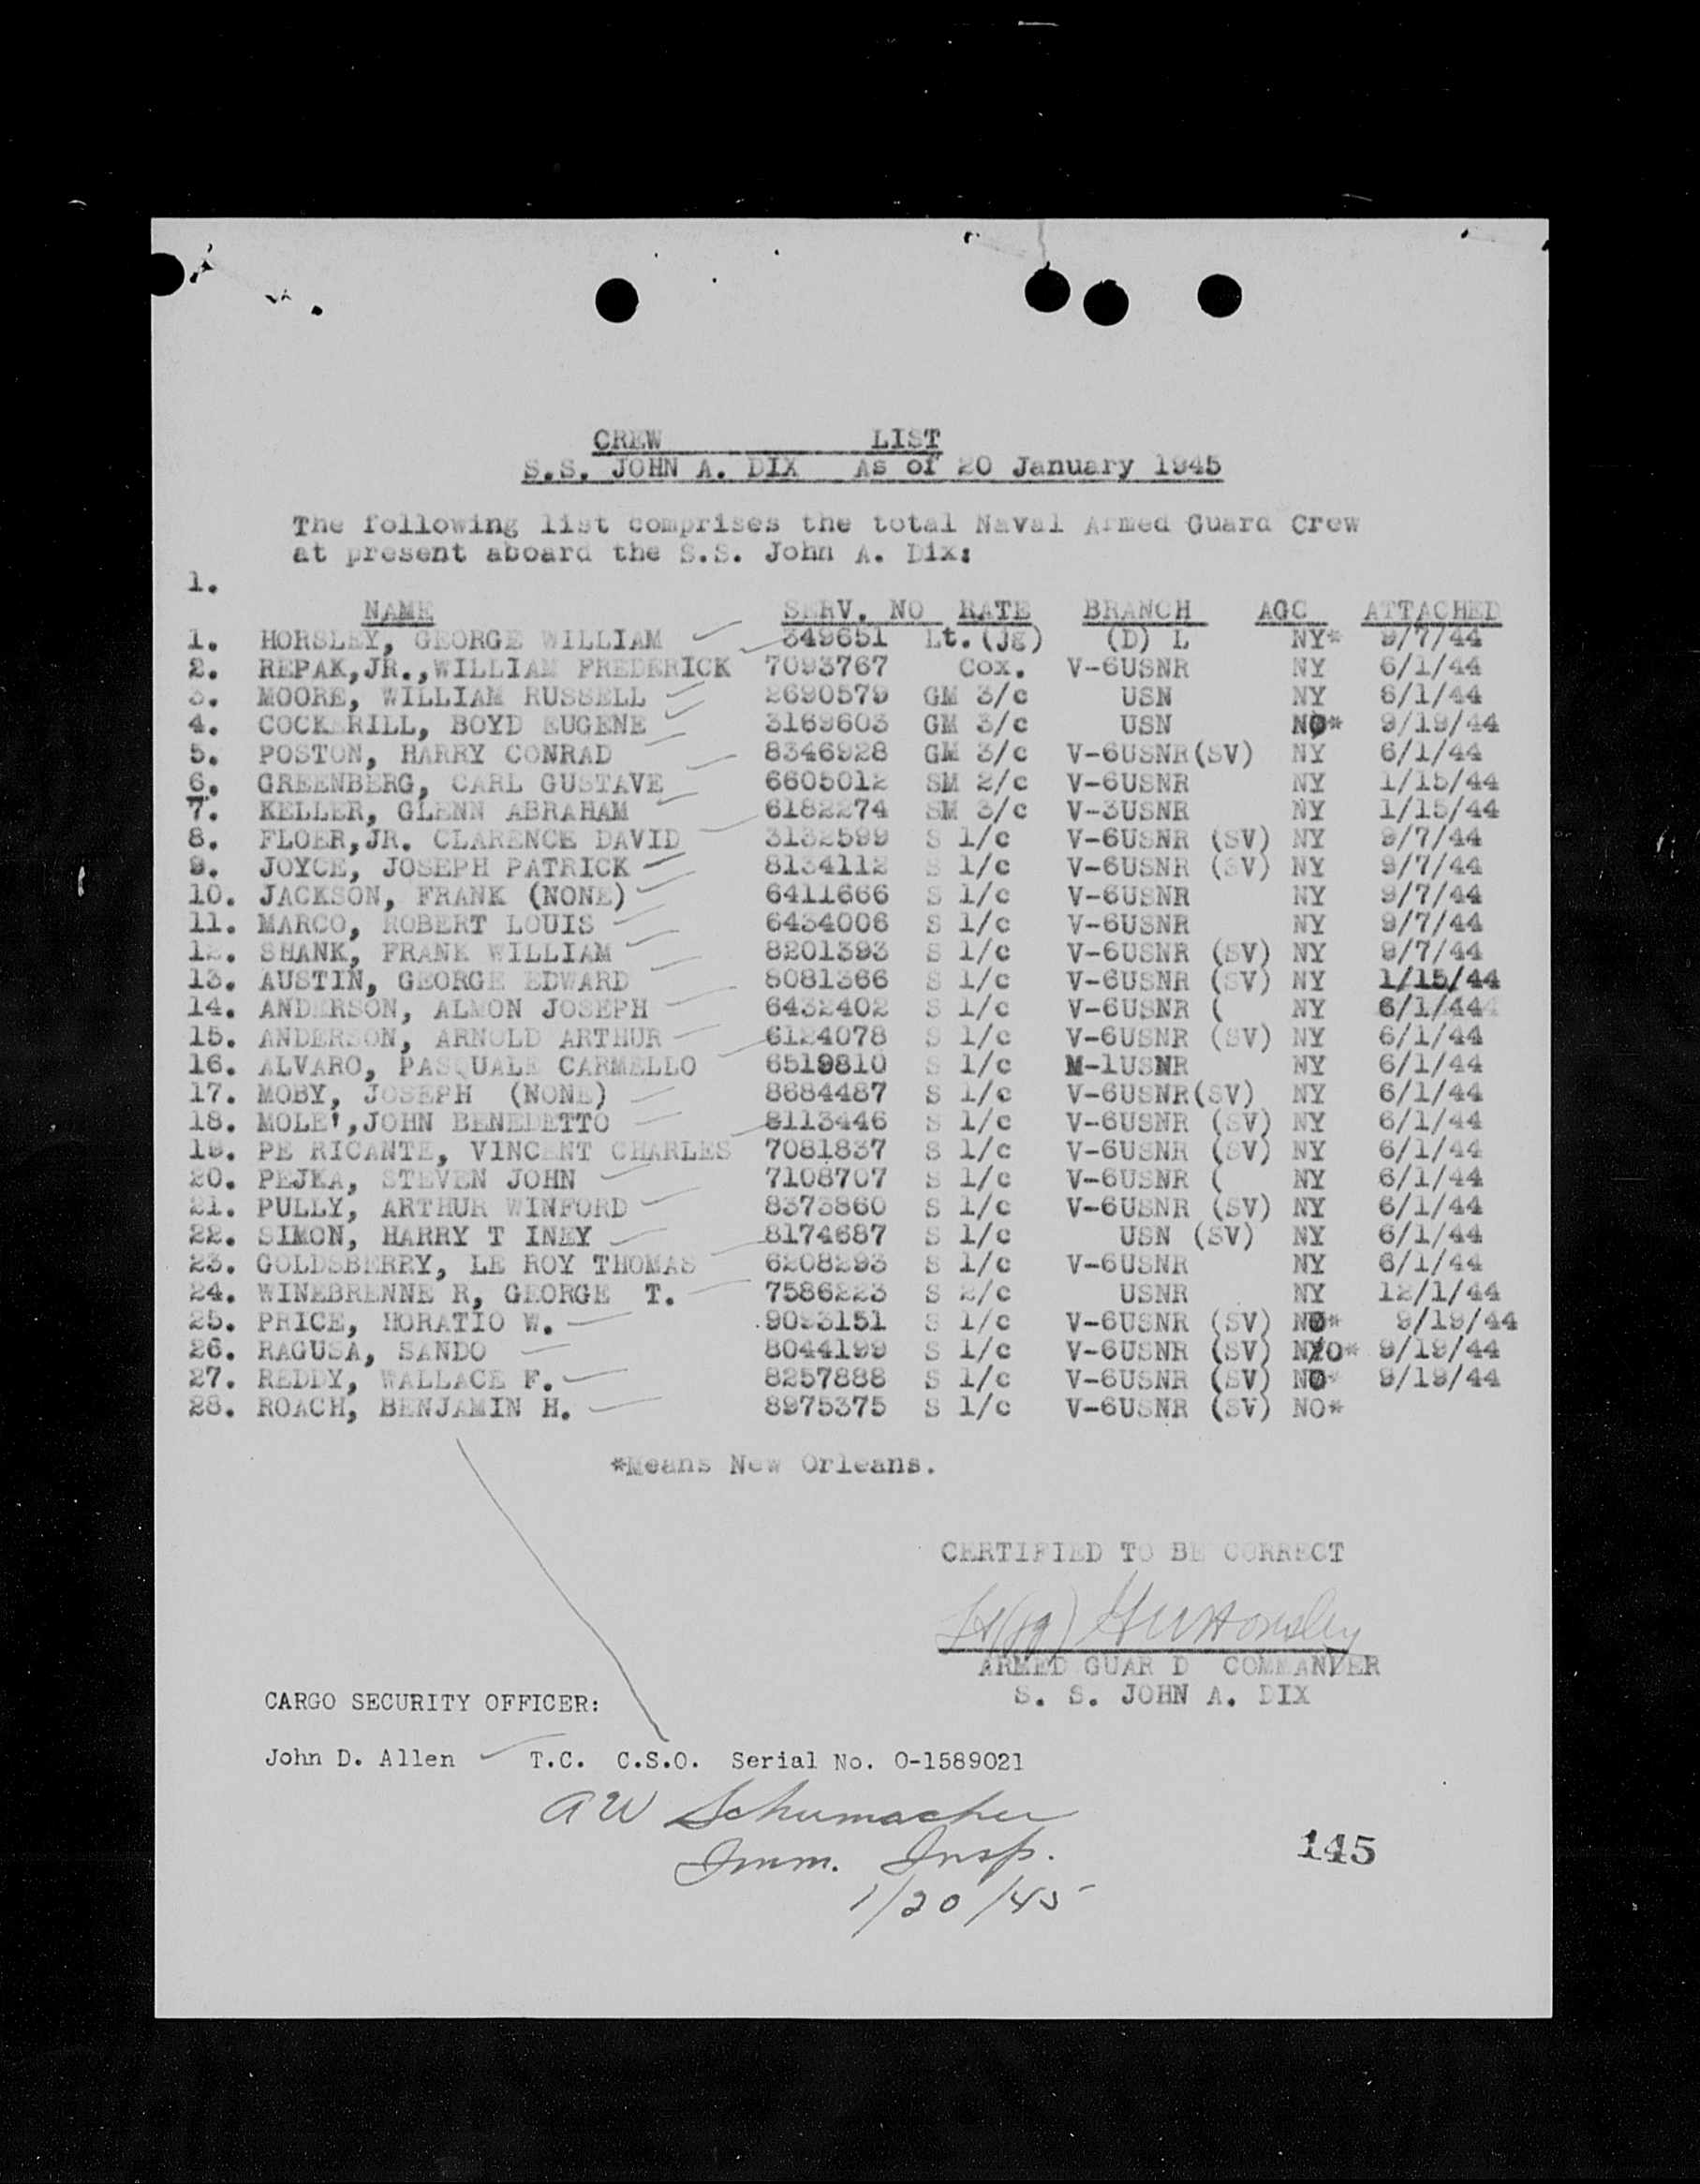 CREW LIST
S.S. JOHN A. DIX As of 20 January 1945
The following list comprises the total Naval Armed Guard Crew
at present aboard the S.S. John A. Dix:
1.
NAME SERV. NO RATE BRANCH AGC ATTACHED
1. HORSLEY, GEORGE WILLIAM 349651 Lt.(Jg) (D) L NY* 9/7/44
2. REPAK,JR.,WILLIAM FREDERICK 7093767 Cox. V-6USNR NY 6/1/44
3. MOORE, WILLIAM RUSSELL 2690579 GM 3/c USN NY 6/1/44
4. COCKERILL, BOYD EUGENE 3169603 GM 3/c USN NO* 9/19/44
5. POSTON, HARRY CONRAD 8346928 GM 3/c V-6USNR(SV) NY 6/1/44
6. GREENBERG, CARL GUSTAVE 6605012 SM 2/c V-6USNR NY 1/15/44
7. KELLER, GLENN ABRAHAM 6182274 SM 3/c V-3USNR NY 1/15/44
8. FLOER,JR. CLARENCE DAVID 3132599 S 1/c V-6USNR (SV) NY 9/7/44
9. JOYCE, JOSEPH PATRICK 8134112 S 1/c V-6USNR (SV) NY 9/7/44
10. JACKSON, FRANK (NONE) 6411666 S 1/c V-6USNR NY 9/7/44
11. MARCO, ROBERT LOUIS 6434006 S 1/c V-6USNR NY 9/7/44
12. SHANK, FRANK WILLIAM 8201393 S 1/c V-6USNR (SV) NY 9/7/44
13. AUSTIN, GEORGE EDWARD 8081366 S 1/c V-6USNR (SV) NY 1/15/44
14. ANDERSON, ALMON JOSEPH 6432402 S 1/c V-6USNR ( NY 6/1/44
15. ANDERSON, ARNOLD ARTHUR 6124078 S 1/c V-6USNR (SV) NY 6/1/44
16. ALVARO, PASQUALE CARMELLO 6519810 S 1/c M-1USNR NY 6/1/44
17. MOBY, JOSEPH (NONE) 8684487 S 1/c V-6USNR(SV) NY 6/1/44
18. MOLE',JOHN BENEDETTO 8113446 S 1/c V-6USNR (SV) NY 6/1/44
19. PE RICANTE, VINCENT CHARLES 7081837 S 1/c V-6USNR (SV) NY 6/1/44
20. PEJKA, STEVEN JOHN 7108707 S 1/c V-6USNR ( NY 6/1/44
21. PULLY, ARTHUR WINFORD 8373860 S 1/c V-6USNR (SV) NY 6/1/44
22. SIMON, HARRY T INEY 8174687 S 1/c USN (SV) NY 6/1/44
23. GOLDSBERRY, LE ROY THOMAS 6208293 S 1/c V-6USNR NY 6/1/44
24. WINEBRENNE R, GEORGE T. 7586223 S 2/c USNR NY 12/1/44
25. PRICE, HORATIO W. 9093151 S 1/c V-6USNR (SV) NO* 9/19/44
26. RAGUSA, SANDO 8044199 S 1/c V-6USNR (SV) NYO* 9/19/44
27. REDDY, WALLACE F. 8257888 S 1/c V-6USNR (SV) NO* 9/19/44
28. ROACH, BENJAMIN H. 8975375 S 1/c V-6USNR (SV) NO*
*Means New Orleans.
CERTIFIED TO BE CORRECT
Lt(jg) GW Horsley
ARMED GUAR D COMMANDER
S. S. JOHN A. DIX
CARGO SECURITY OFFICER:
John D. Allen T.C. C.S.O. Serial No. O-1589021
AW Schumacher
Imm. Insp.
1/20/45
145